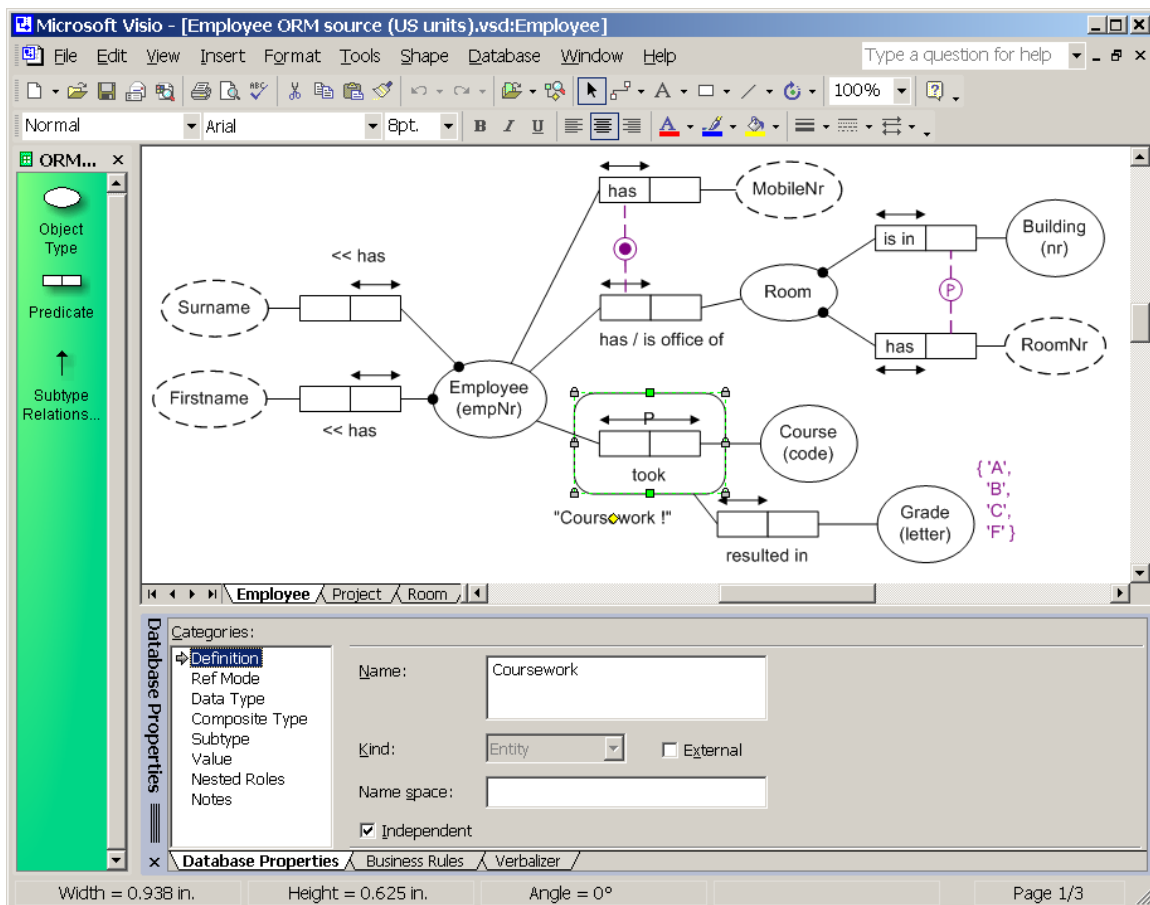 Microsoft Visio - [Employee ORM source (US units).vsd:Employee]
File Edit View Insert Format Tools Shape Database Window Help Type a question for help
ABC 100%
Normal Arial 8pt. B I U
ORM...
Object
Type
Predicate
Subtype
Relations...
has
MobileNr
<< has
Surname
has / is office of
Room
is in
Building
(nr)
P
has
RoomNr
Firstname
<< has
Employee
(empNr)
P
took
Course
(code)
"Coursework !"
resulted in
Grade
(letter)
{ 'A',
'B',
'C',
'F' }
Employee Project Room
Database Properties
Categories:
Definition
Ref Mode
Data Type
Composite Type
Subtype
Value
Nested Roles
Notes
Name: Coursework
Kind: Entity External
Name space:
Independent
Database Properties Business Rules Verbalizer
Width = 0.938 in. Height = 0.625 in. Angle = 0° Page 1/3